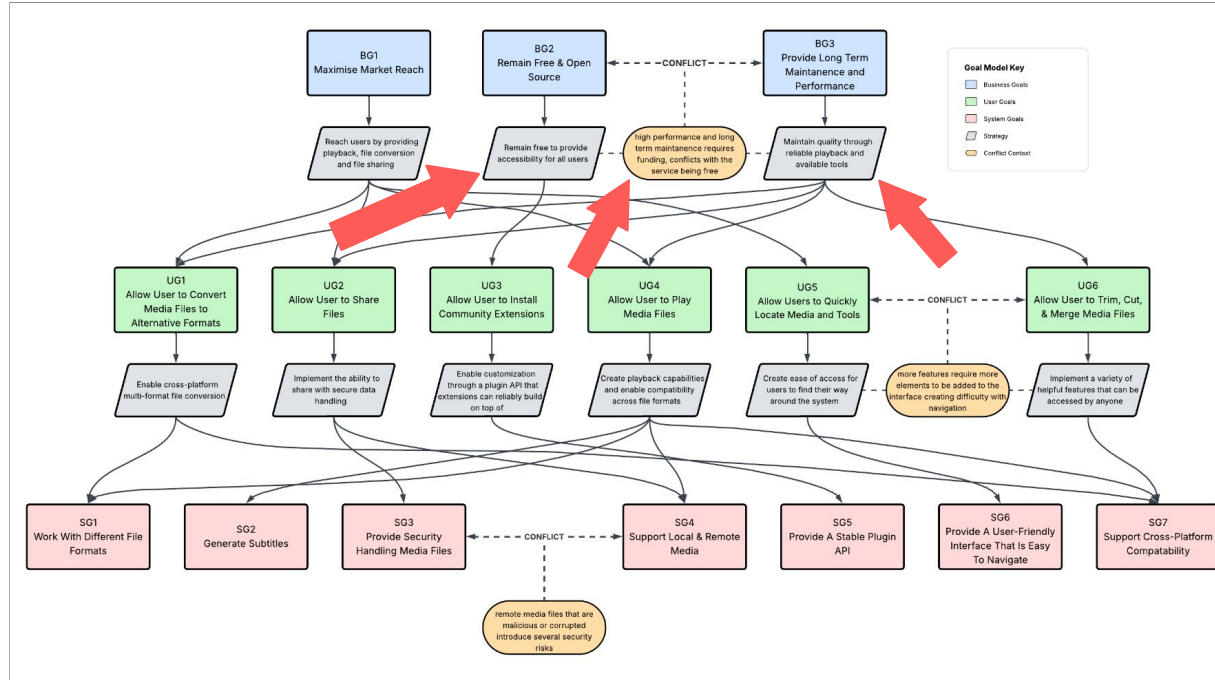 BG1
Maximise Market Reach
BG2
Remain Free & Open
Source
CONFLICT
BG3
Provide Long Term
Maintanence and
Performance
Goal Model Key
Business Goals
User Goals
System Goals
Strategy
Conflict Context
Reach users by providing
playback, file conversion
and file sharing
Remain free to provide
accessibility for all users
high performance and long
term maintanence requires
funding, conflicts with the
service being free
Maintain quality through
reliable playback and
available tools
UG1
Allow User to Convert
Media Files to
Alternative Formats
UG2
Allow User to Share
Files
UG3
Allow User to Install
Community Extensions
UG4
Allow User to Play
Media Files
UG5
Allow Users to Quickly
Locate Media and Tools
CONFLICT
UG6
Allow User to Trim, Cut,
& Merge Media Files
Enable cross-platform
multi-format file conversion
Implement the ability to
share with secure data
handling
Enable customization
through a plugin API that
extensions can reliably build
on top of
Create playback capabilities
and enable compatibility
across file formats
Create ease of access for
users to find their way
around the system
more features require more
elements to be added to the
interface creating difficulty with
navigation
Implement a variety of
helpful features that can be
accessed by anyone
SG1
Work With Different File
Formats
SG2
Generate Subtitles
SG3
Provide Security
Handling Media Files
CONFLICT
SG4
Support Local & Remote
Media
SG5
Provide A Stable Plugin
API
SG6
Provide A User-Friendly
Interface That Is Easy
To Navigate
SG7
Support Cross-Platform
Compatability
remote media files that are
malicious or corrupted
introduce several security
risks